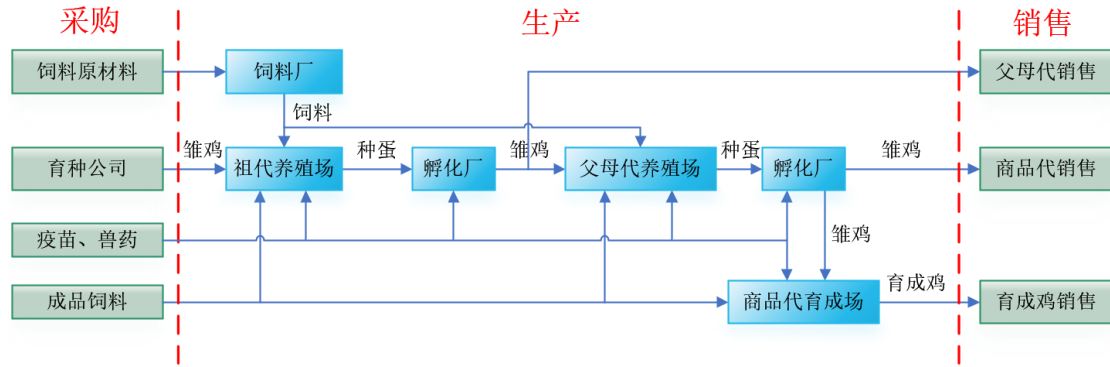 采购
生产
销售
饲料原材料
饲料厂
父母代销售
饲料
育种公司
雏鸡
祖代养殖场
种蛋
孵化厂
雏鸡
父母代养殖场
种蛋
孵化厂
雏鸡
商品代销售
疫苗、兽药
雏鸡
成品饲料
商品代育成场
育成鸡
育成鸡销售